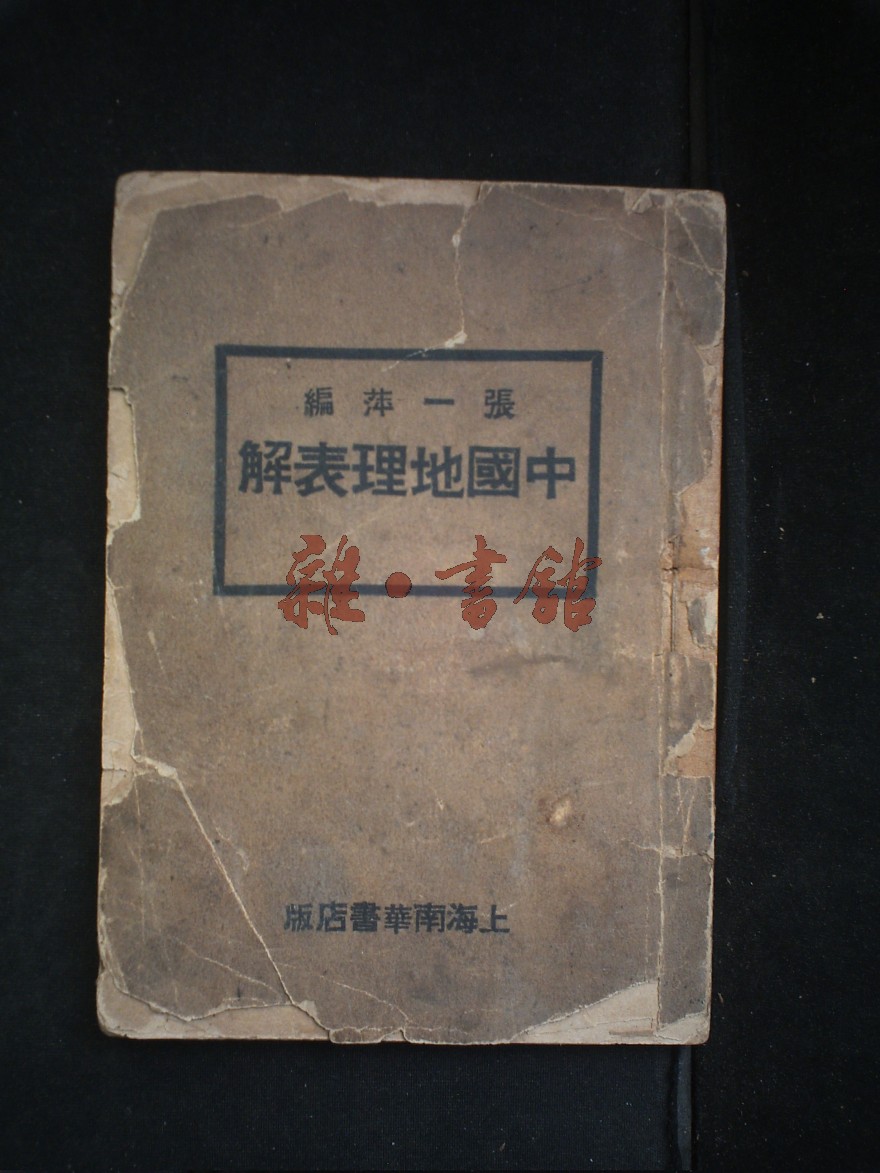 張一萍編
中國地理表解
雜·書館
上海南華書店版